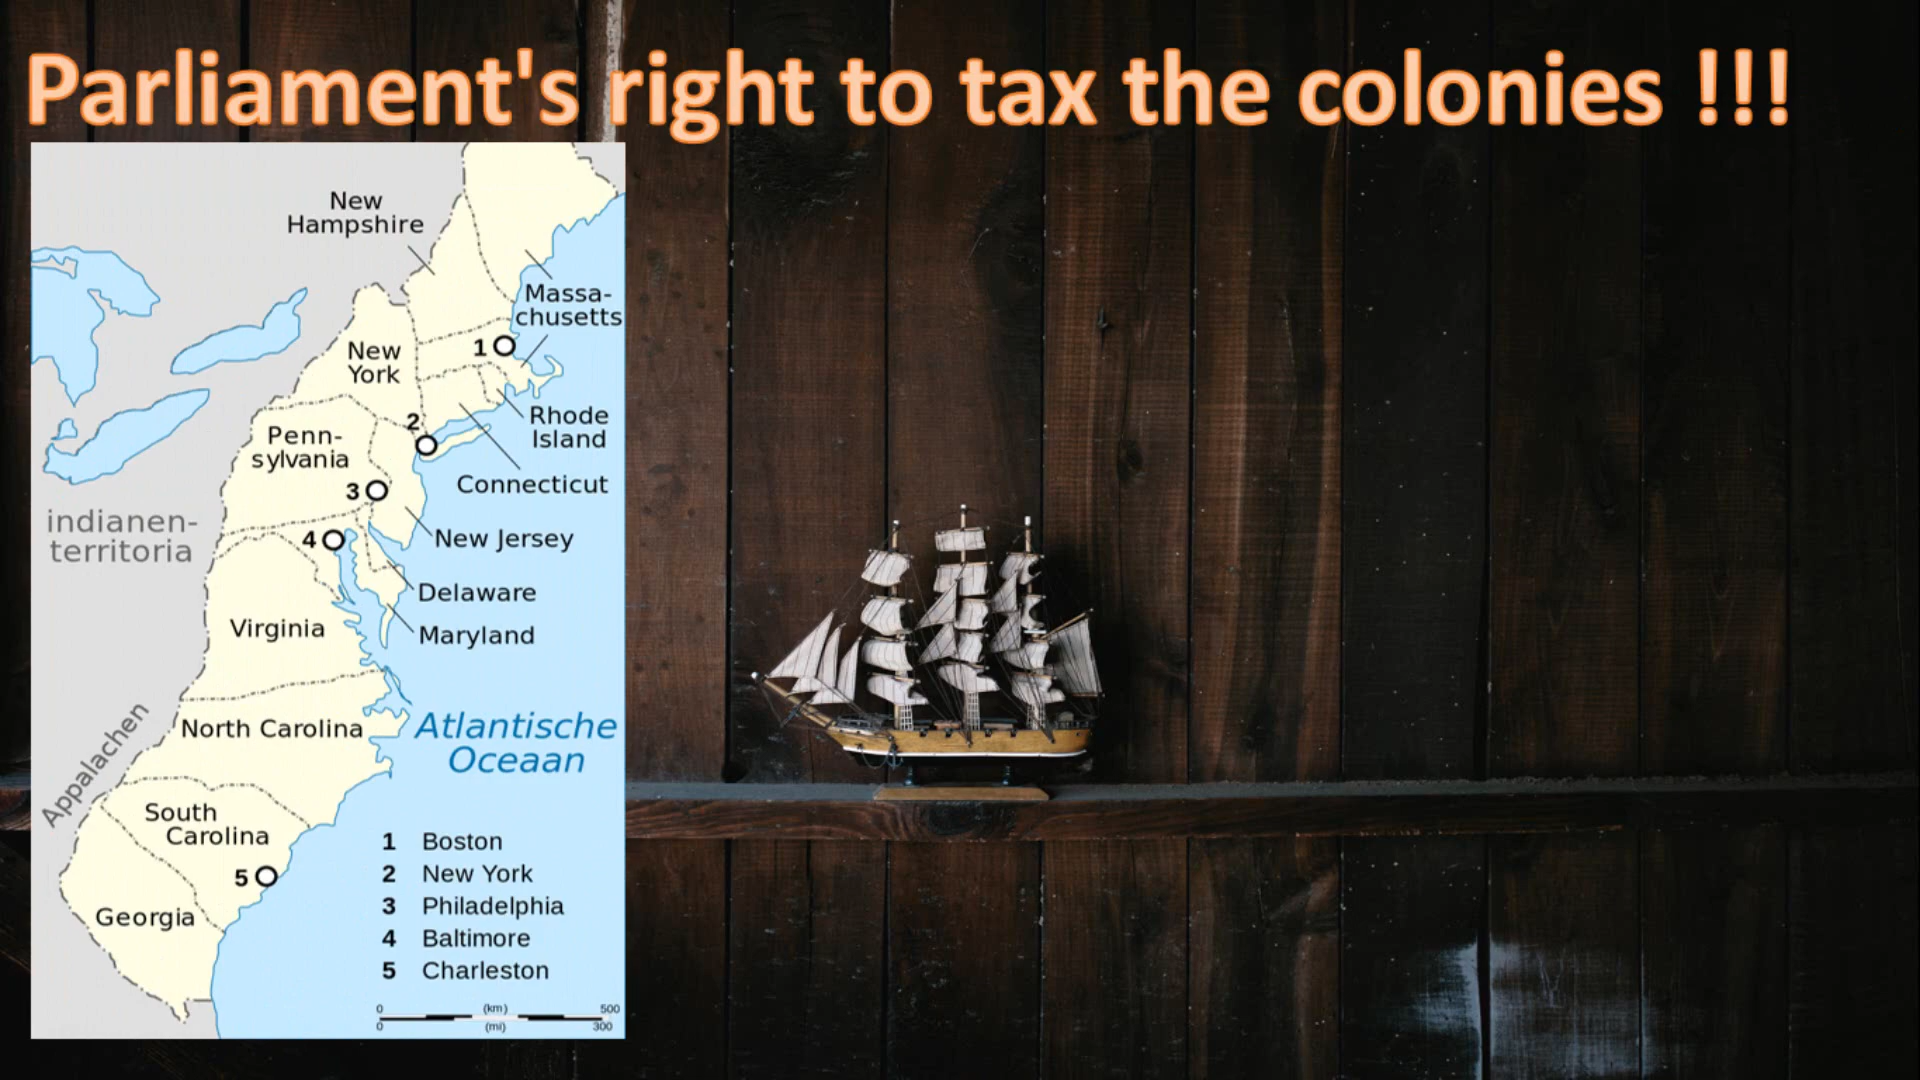 Parliament's right to tax the colonies !!!
New
Hampshire
Massa-
chusetts
1
New
York
2
Rhode
Island
Penn-
sylvania
Connecticut
3
indianen-
territoria
4
New Jersey
Delaware
Virginia
Maryland
Appalachen
North Carolina
Atlantische
Oceaan
South
Carolina
5
Georgia
1 Boston
2 New York
3 Philadelphia
4 Baltimore
5 Charleston
0 (km) 500
0 (mi) 300